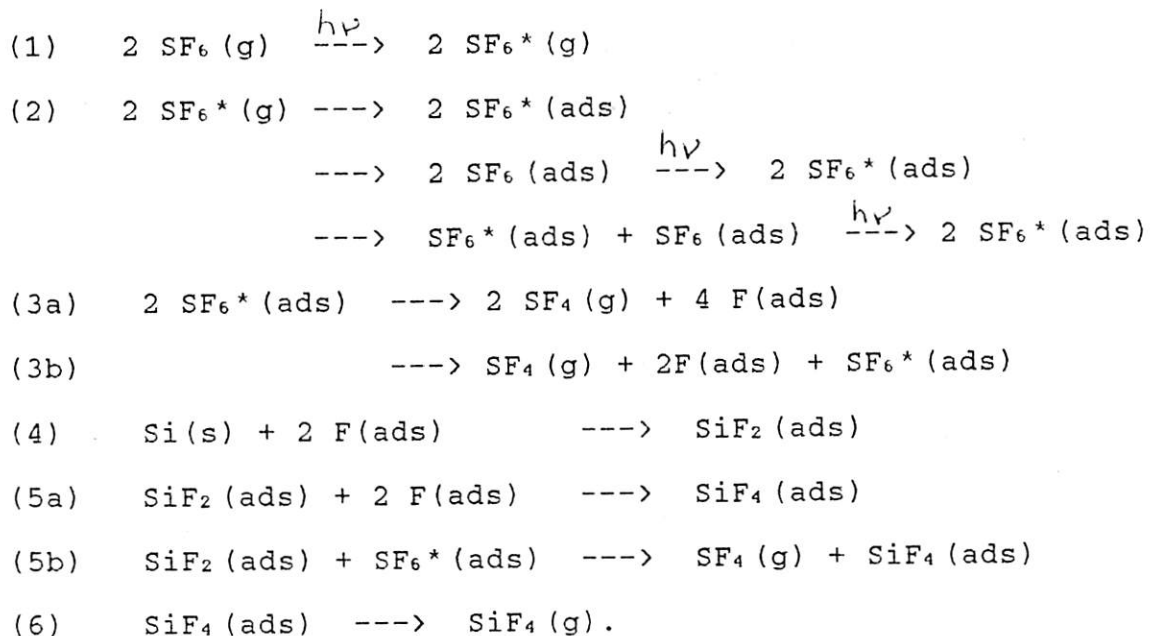 hν
(1) 2 SF₆ (g) ---> 2 SF₆* (g)
(2) 2 SF₆* (g) ---> 2 SF₆* (ads)
hν
---> 2 SF₆ (ads) ---> 2 SF₆* (ads)
hν
---> SF₆* (ads) + SF₆ (ads) ---> 2 SF₆* (ads)
(3a) 2 SF₆* (ads) ---> 2 SF₄ (g) + 4 F(ads)
(3b) ---> SF₄ (g) + 2F(ads) + SF₆* (ads)
(4) Si(s) + 2 F(ads) ---> SiF₂ (ads)
(5a) SiF₂ (ads) + 2 F(ads) ---> SiF₄ (ads)
(5b) SiF₂ (ads) + SF₆* (ads) ---> SF₄ (g) + SiF₄ (ads)
(6) SiF₄ (ads) ---> SiF₄ (g).